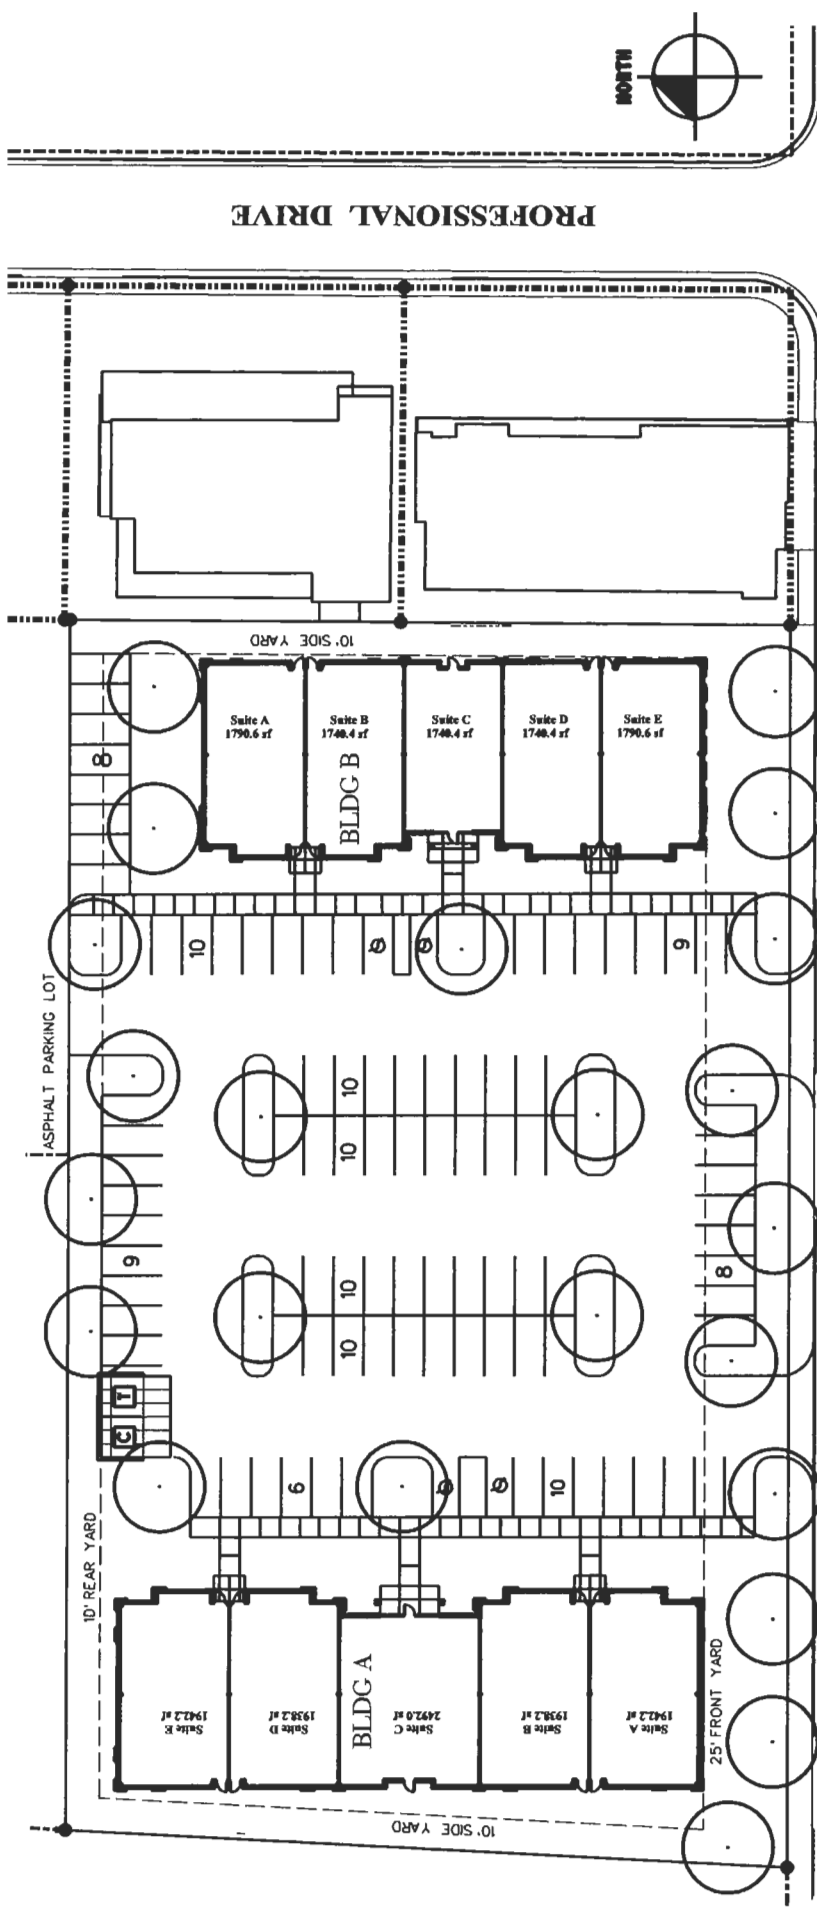 NORTH
PROFESSIONAL DRIVE
10' SIDE YARD
Suite A
1790.6 sf
Suite B
1740.4 sf
Suite C
1740.4 sf
Suite D
1740.4 sf
Suite E
1790.6 sf
BLDG B
8
10
9
ASPHALT PARKING LOT
10
10
9
8
10
10
T
C
6
10
10' REAR YARD
BLDG A
Suite E
1942.2 sf
Suite D
1938.2 sf
Suite C
2492.0 sf
Suite B
1938.2 sf
Suite A
1942.2 sf
25' FRONT YARD
10' SIDE YARD